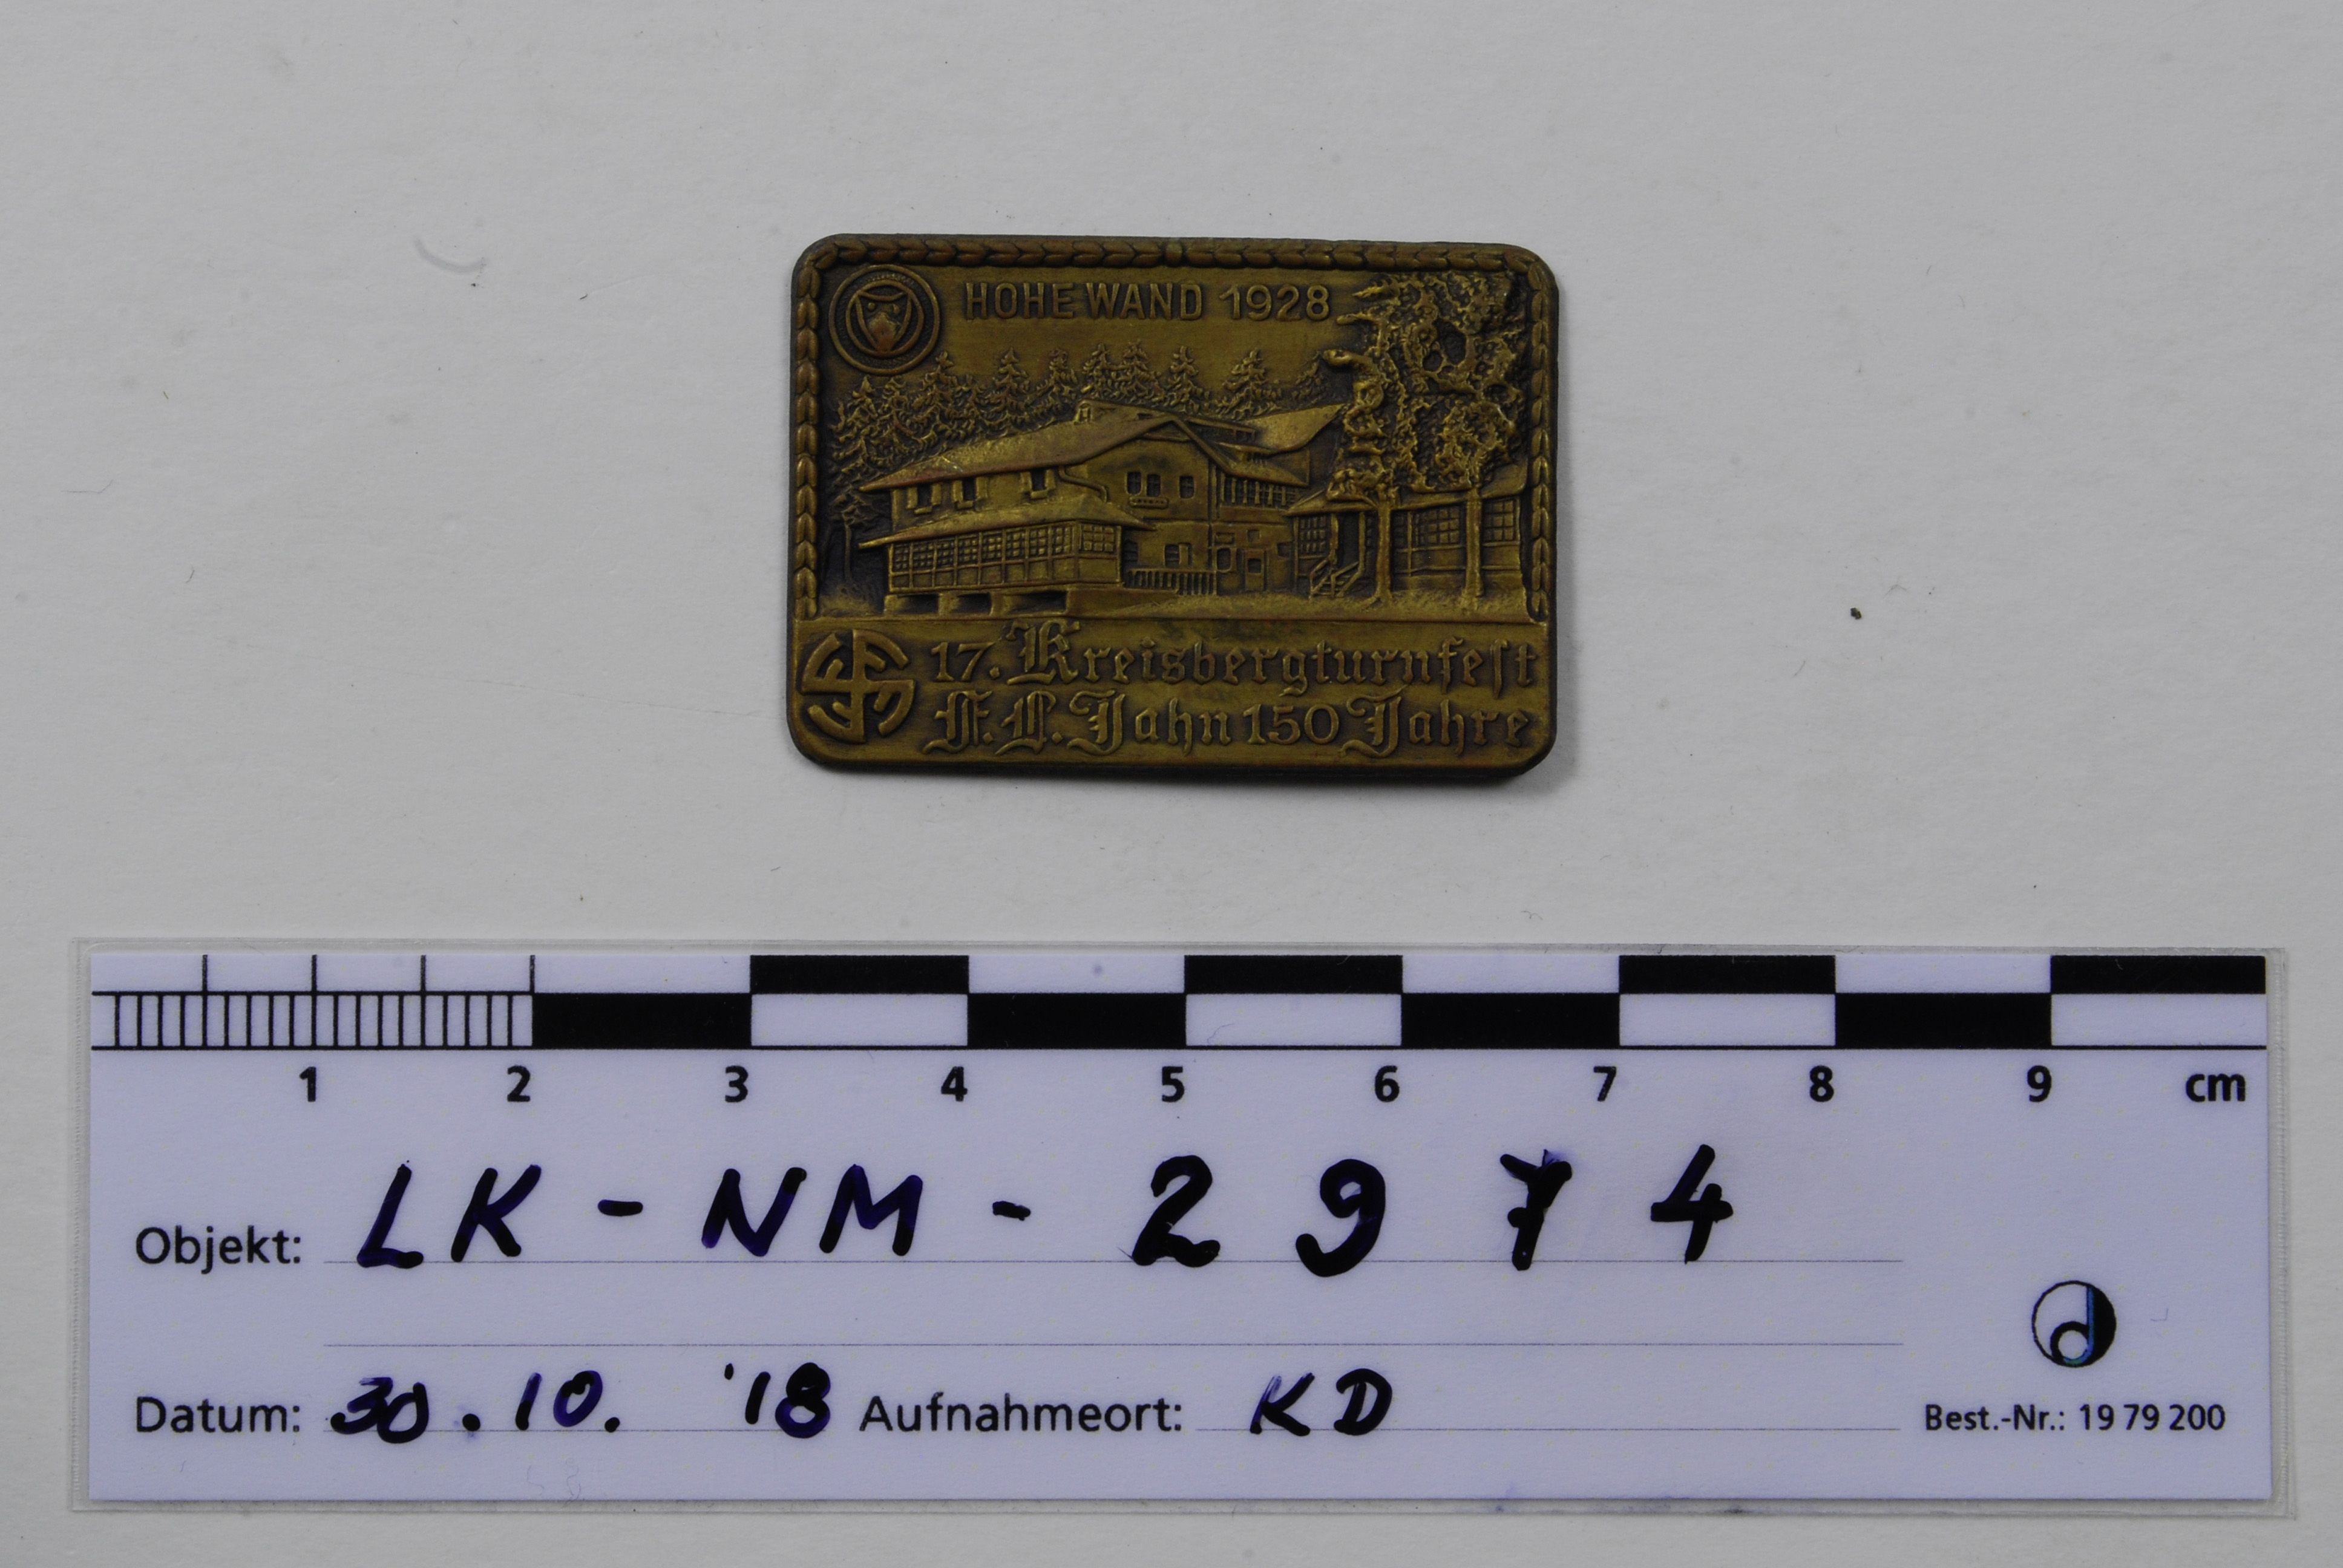 HOHE WAND 1928
17. Kreisbergturnfest
F. L. Jahn 150 Jahre
1 2 3 4 5 6 7 8 9 cm
Objekt: LK-NM-2974
Datum: 30.10. '18 Aufnahmeort: KD
Best.-Nr.: 19 79 200